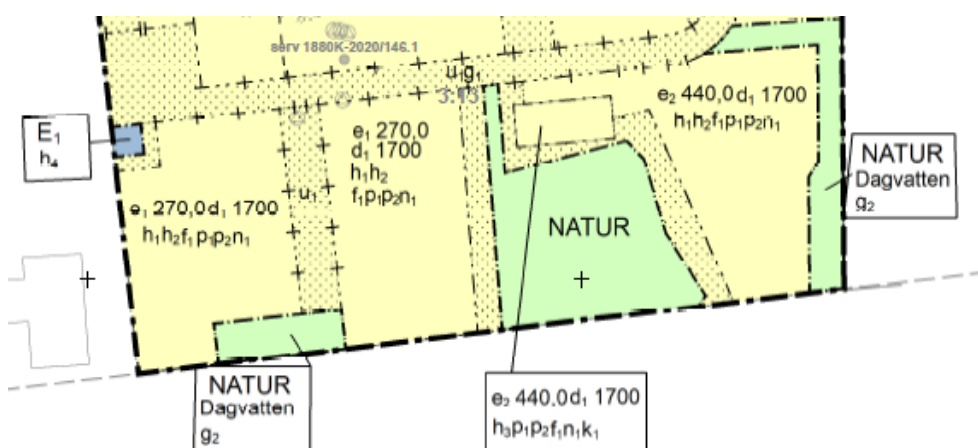 serv 1880K-2020/146.1
u₁g₁
3:13
e₂ 440,0 d₁ 1700
h₁h₂f₁p₁p₂n₁
E₁
h₄
e₁ 270,0
d₁ 1700
h₁h₂
f₁p₁p₂n₁
NATUR
Dagvatten
g₂
u₁
e₁ 270,0 d₁ 1700
h₁h₂f₁p₁p₂n₁
NATUR
NATUR
Dagvatten
g₂
e₂ 440,0 d₁ 1700
h₃p₁p₂f₁n₁k₁